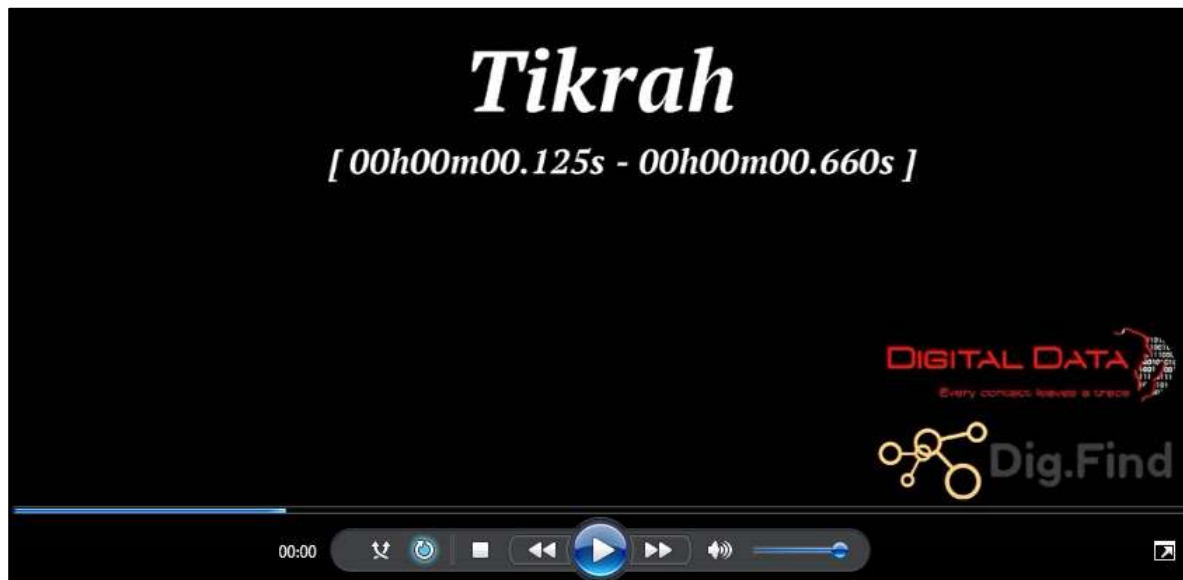 Tikrah
[ 00h00m00.125s - 00h00m00.660s ]
DIGITAL DATA
Every contact leaves a trace
Dig.Find
00:00